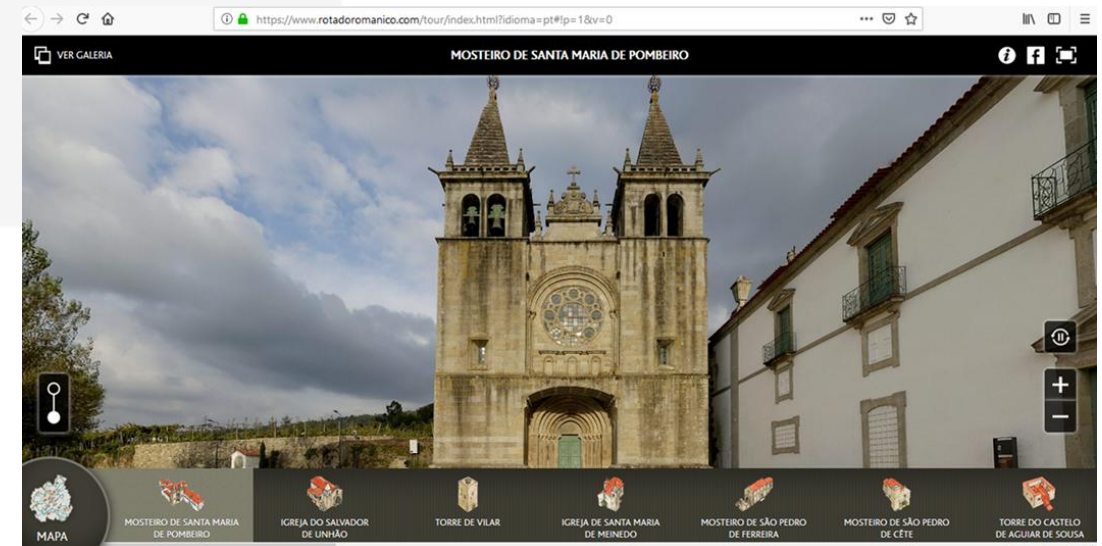 https://www.rotadoromanico.com/tour/index.html?idioma=pt#!p=1&v=0
VER GALERIA
MOSTEIRO DE SANTA MARIA DE POMBEIRO
MAPA
MOSTEIRO DE SANTA MARIA
DE POMBEIRO
IGREJA DO SALVADOR
DE UNHÃO
TORRE DE VILAR
IGREJA DE SANTA MARIA
DE MEINEDO
MOSTEIRO DE SÃO PEDRO
DE FERREIRA
MOSTEIRO DE SÃO PEDRO
DE CÊTE
TORRE DO CASTELO
DE AGUIAR DE SOUSA